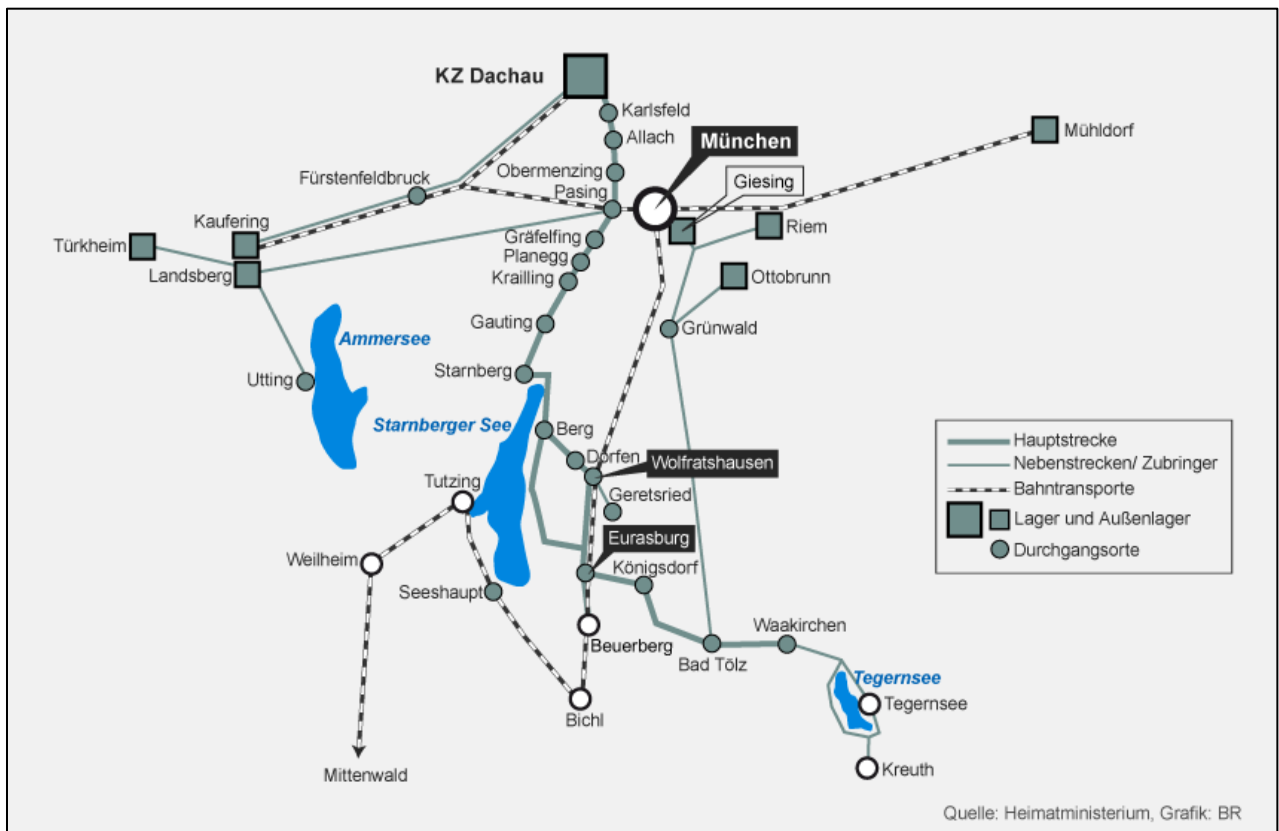 KZ Dachau
Karlsfeld
Allach
München
Mühldorf
Obermenzing
Fürstenfeldbruck
Pasing
Giesing
Kaufering
Riem
Türkheim
Gräfelfing
Planegg
Landsberg
Krailling
Ottobrunn
Gauting
Grünwald
Ammersee
Starnberg
Utting
Starnberger See
Berg
Hauptstrecke
Dorfen
Wolfratshausen
Nebenstrecken/ Zubringer
Tutzing
Geretsried
Bahntransporte
Lager und Außenlager
Eurasburg
Durchgangsorte
Weilheim
Königsdorf
Seeshaupt
Waakirchen
Beuerberg
Bad Tölz
Tegernsee
Tegernsee
Bichl
Mittenwald
Kreuth
Quelle: Heimatministerium, Grafik: BR